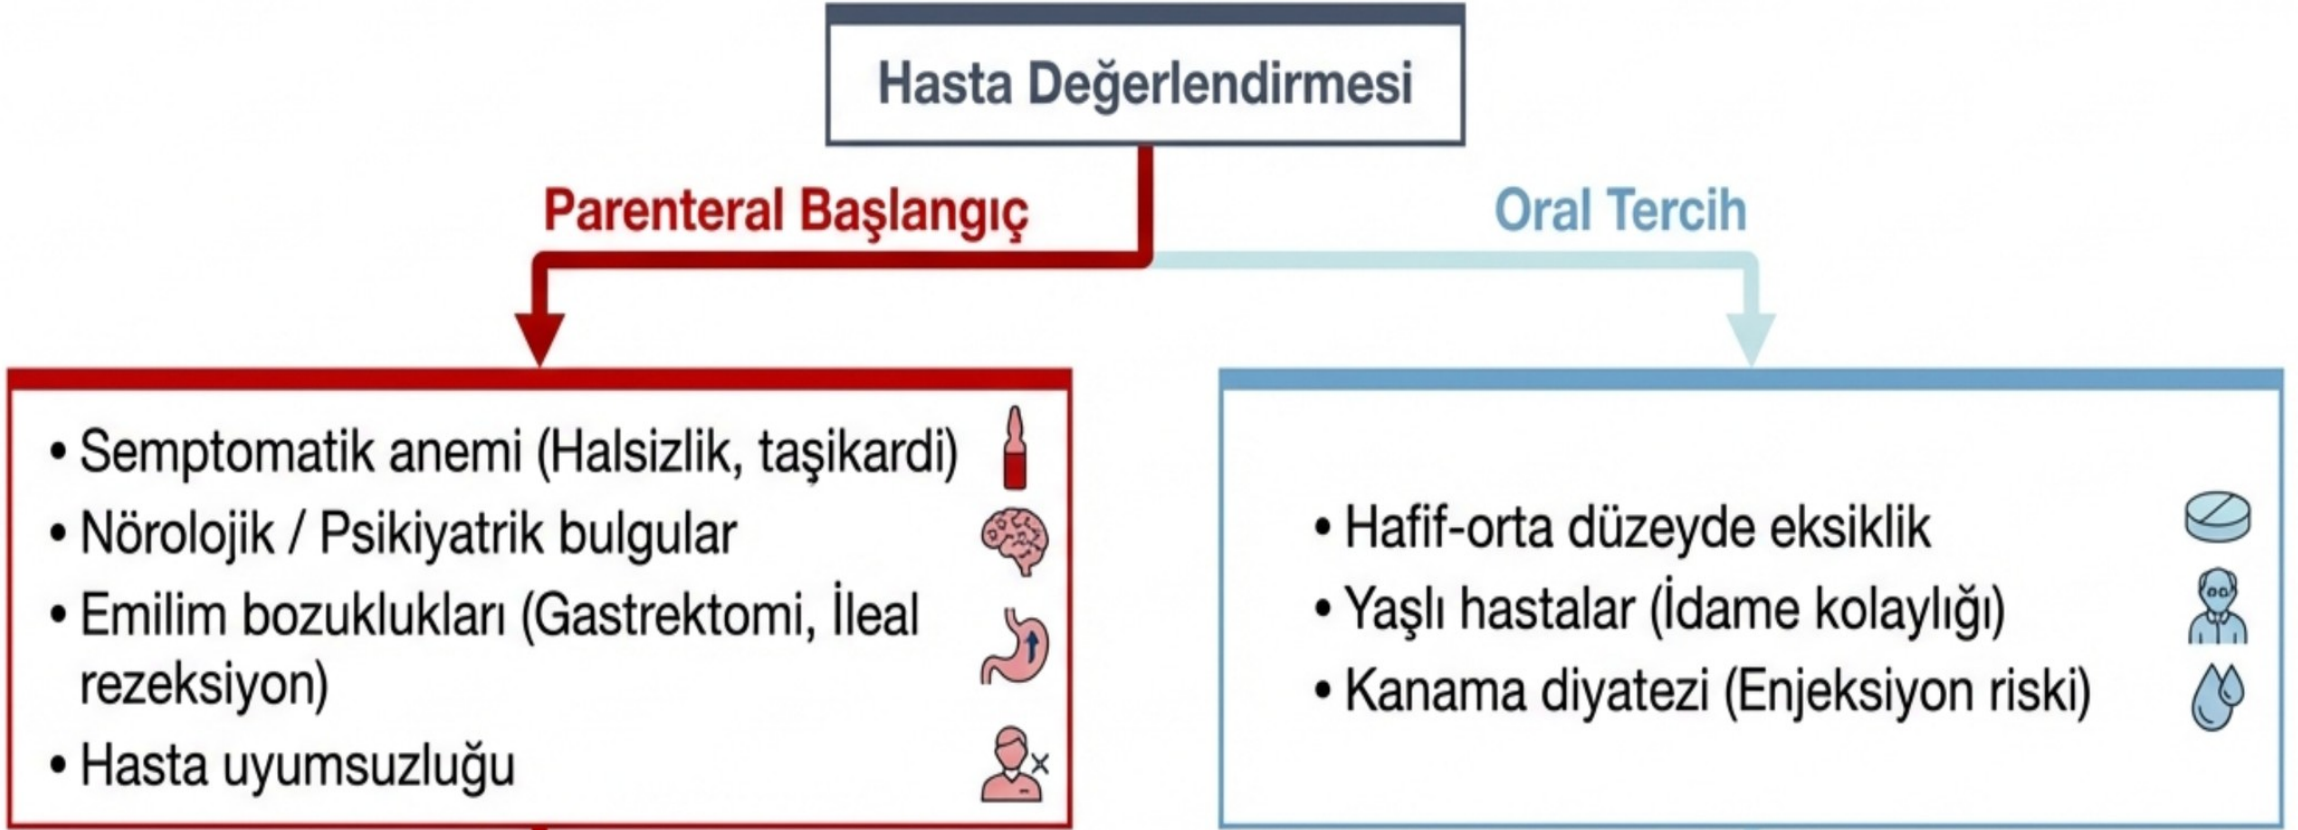 Hasta Değerlendirmesi
Parenteral Başlangıç
Oral Tercih
• Semptomatik anemi (Halsizlik, taşikardi)
• Nörolojik / Psikiyatrik bulgular
• Emilim bozuklukları (Gastrektomi, İleal
rezeksiyon)
• Hasta uyumsuzluğu
• Hafif-orta düzeyde eksiklik
• Yaşlı hastalar (İdame kolaylığı)
• Kanama diyatezi (Enjeksiyon riski)